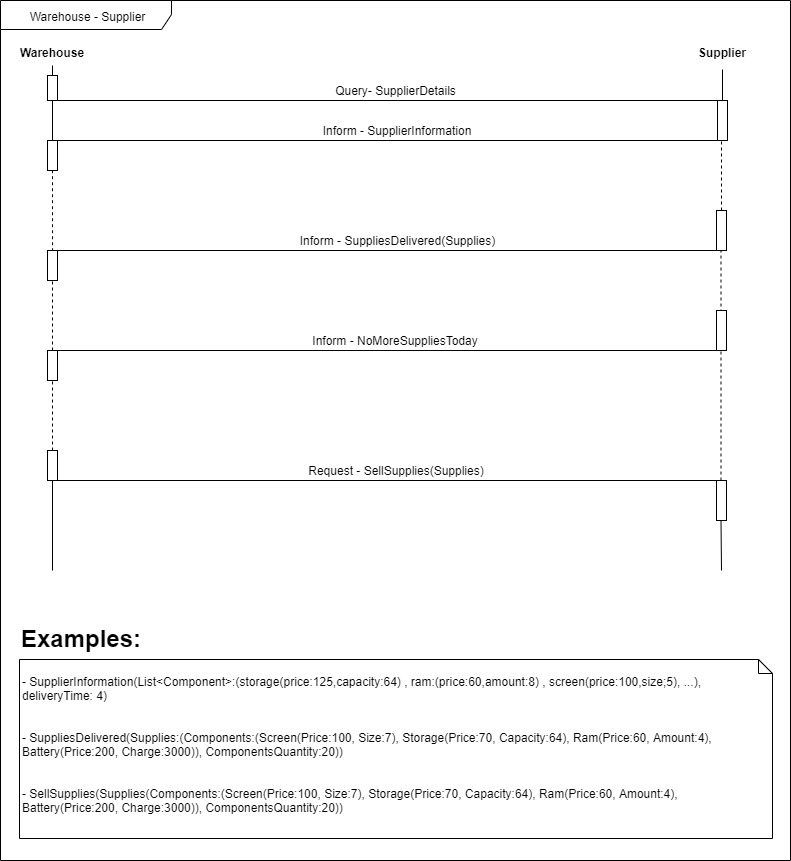 Warehouse - Supplier
Warehouse
Supplier
Query- SupplierDetails
Inform - SupplierInformation
Inform - SuppliesDelivered(Supplies)
Inform - NoMoreSuppliesToday
Request - SellSupplies(Supplies)
Examples:
- SupplierInformation(List<Component>:(storage(price:125,capacity:64) , ram:(price:60,amount:8) , screen(price:100,size;5), ...),
deliveryTime: 4)
- SuppliesDelivered(Supplies:(Components:(Screen(Price:100, Size:7), Storage(Price:70, Capacity:64), Ram(Price:60, Amount:4),
Battery(Price:200, Charge:3000)), ComponentsQuantity:20))
- SellSupplies(Supplies(Components:(Screen(Price:100, Size:7), Storage(Price:70, Capacity:64), Ram(Price:60, Amount:4),
Battery(Price:200, Charge:3000)), ComponentsQuantity:20))